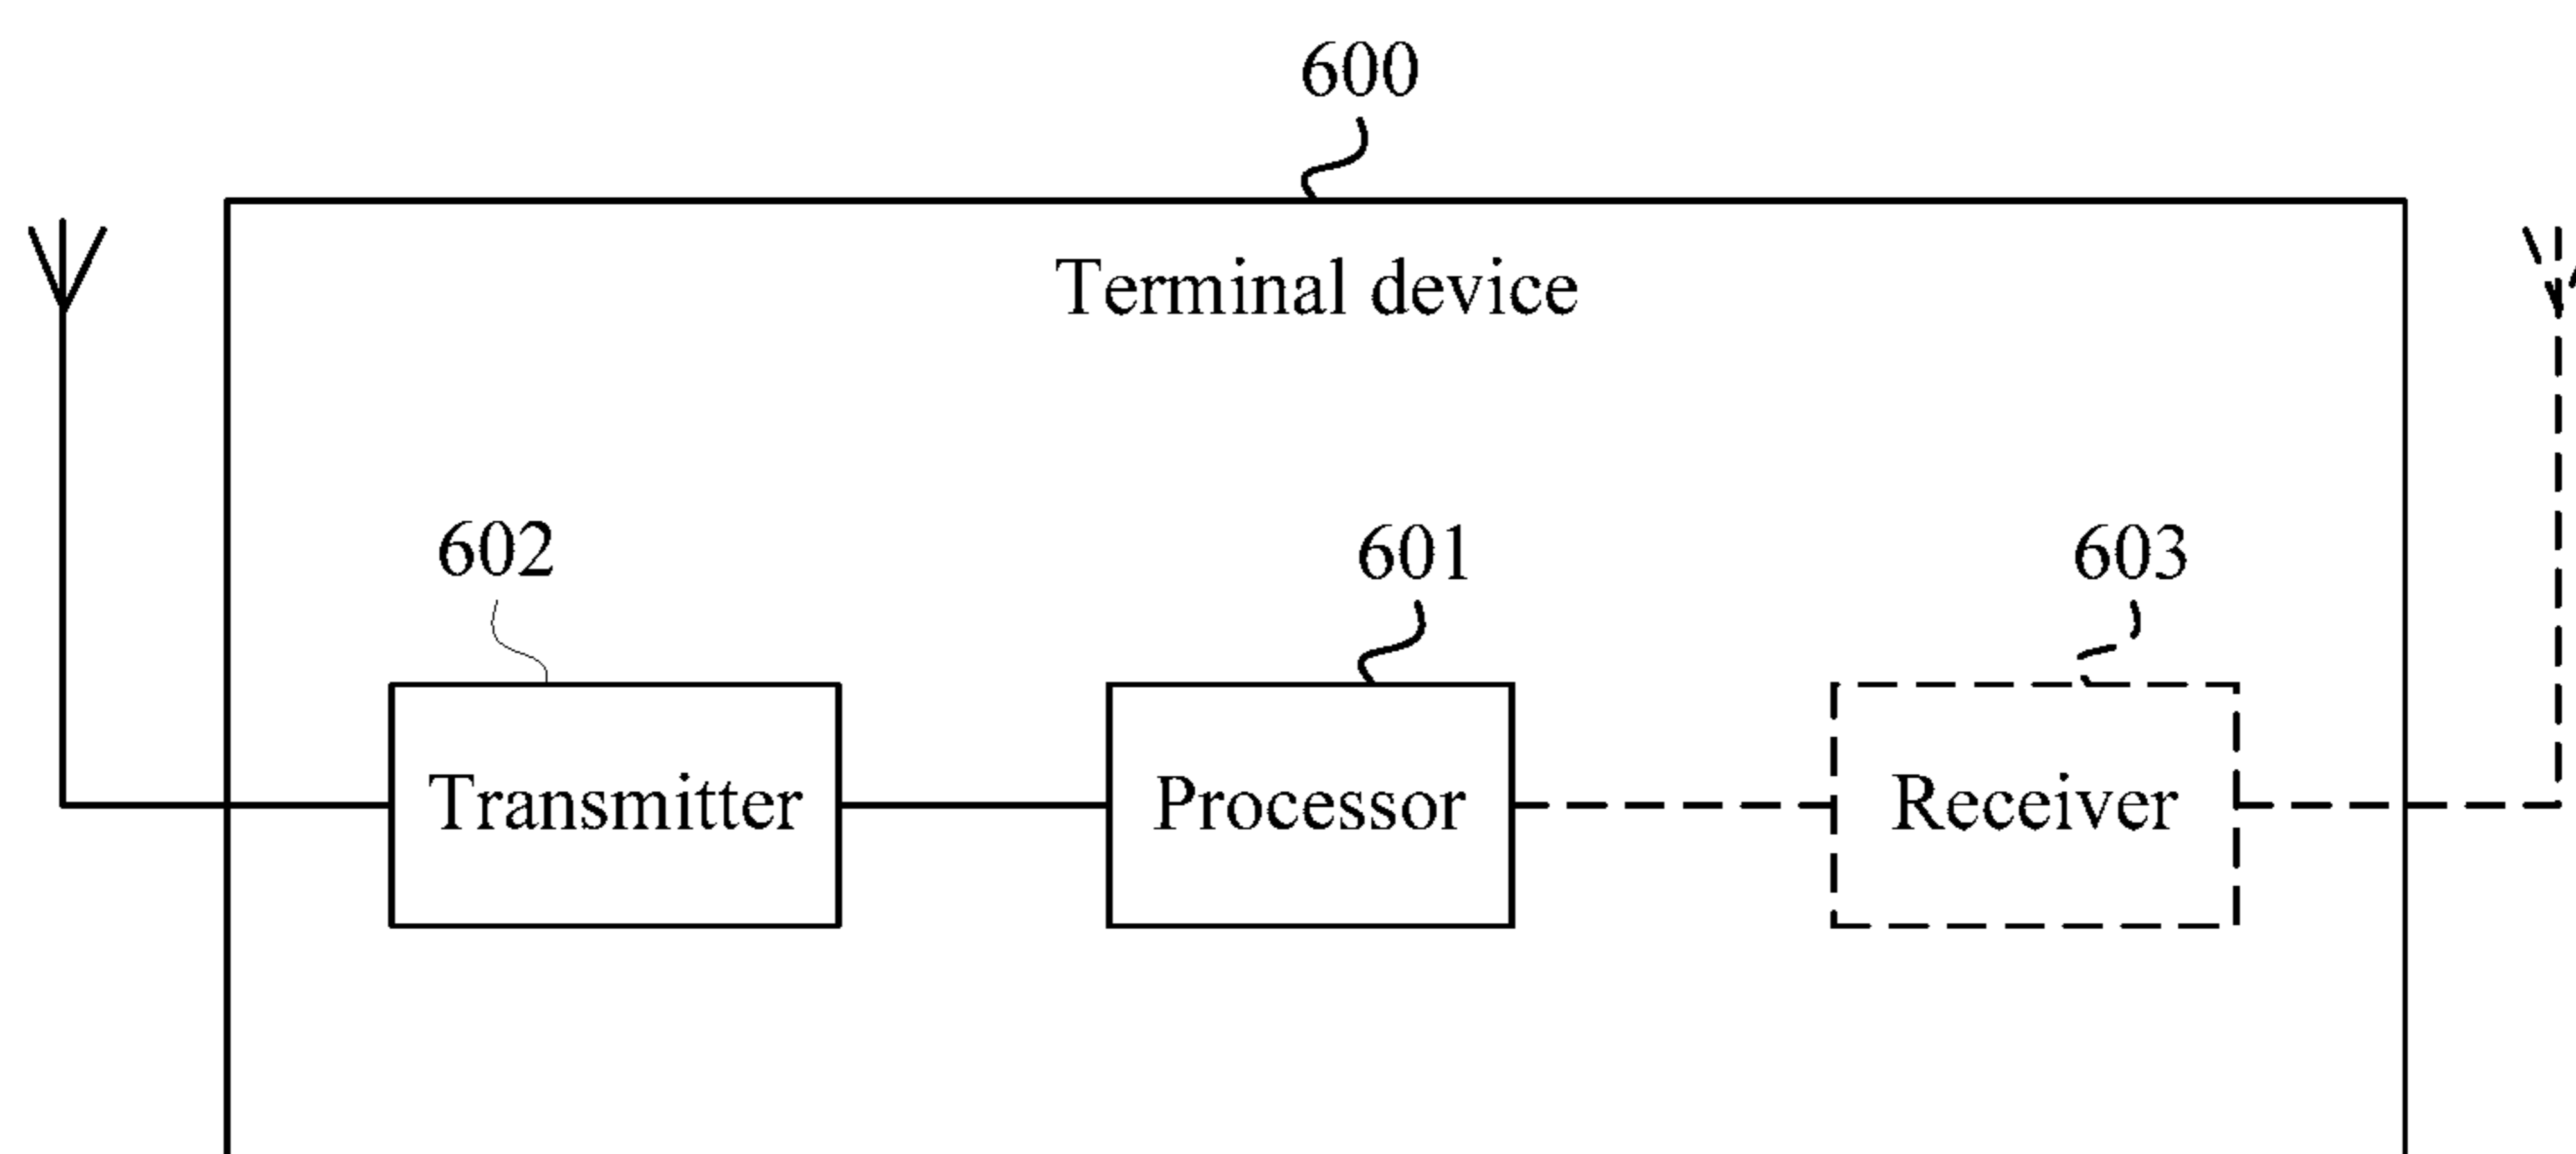 600
Terminal device
602
601
603
Transmitter
Processor
Receiver